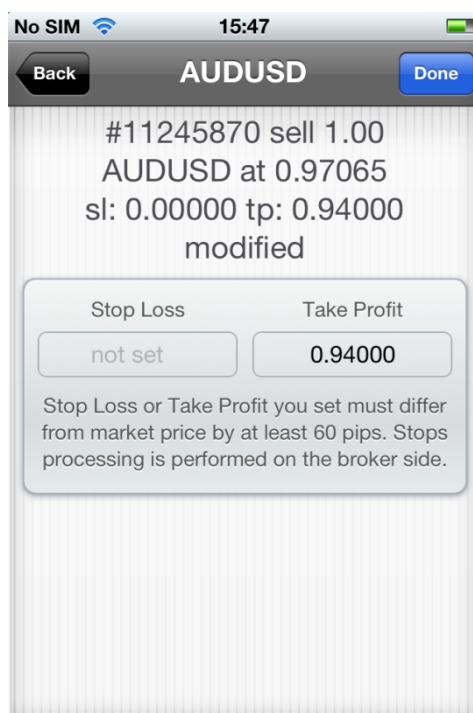 No SIM 15:47
Back AUDUSD Done
#11245870 sell 1.00
AUDUSD at 0.97065
sl: 0.00000 tp: 0.94000
modified
Stop Loss Take Profit
not set 0.94000
Stop Loss or Take Profit you set must differ
from market price by at least 60 pips. Stops
processing is performed on the broker side.